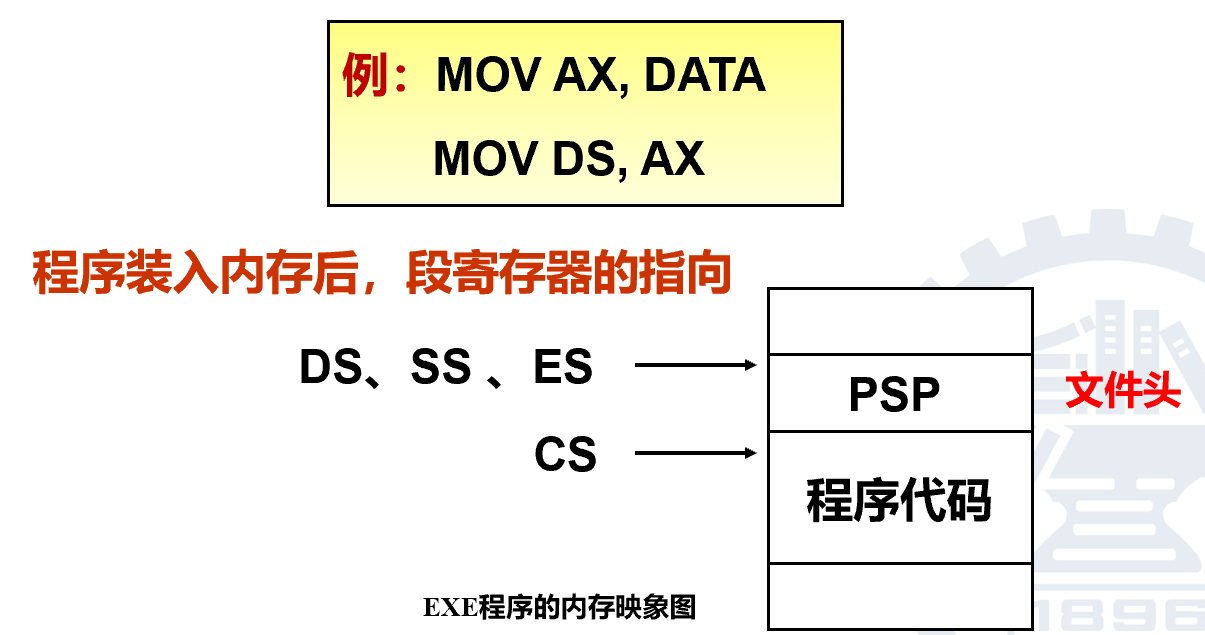 例：MOV AX, DATA
MOV DS, AX
程序装入内存后，段寄存器的指向
DS、SS 、ES
PSP
文件头
CS
程序代码
EXE程序的内存映象图
1896